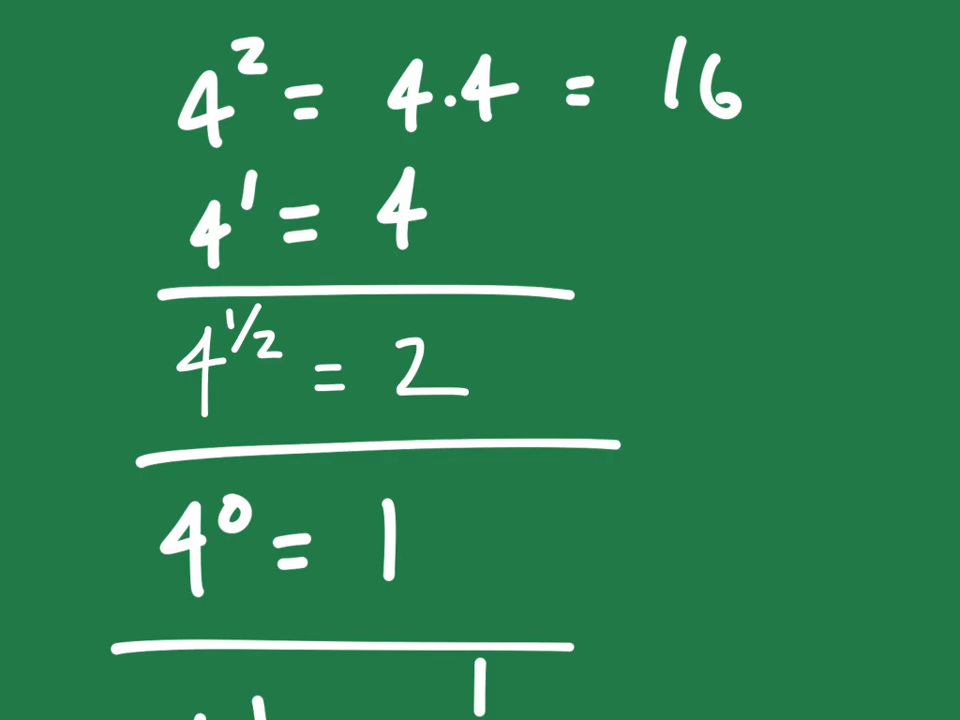 4² = 4.4 = 16
4¹ = 4
4^1/2 = 2
4⁰ = 1